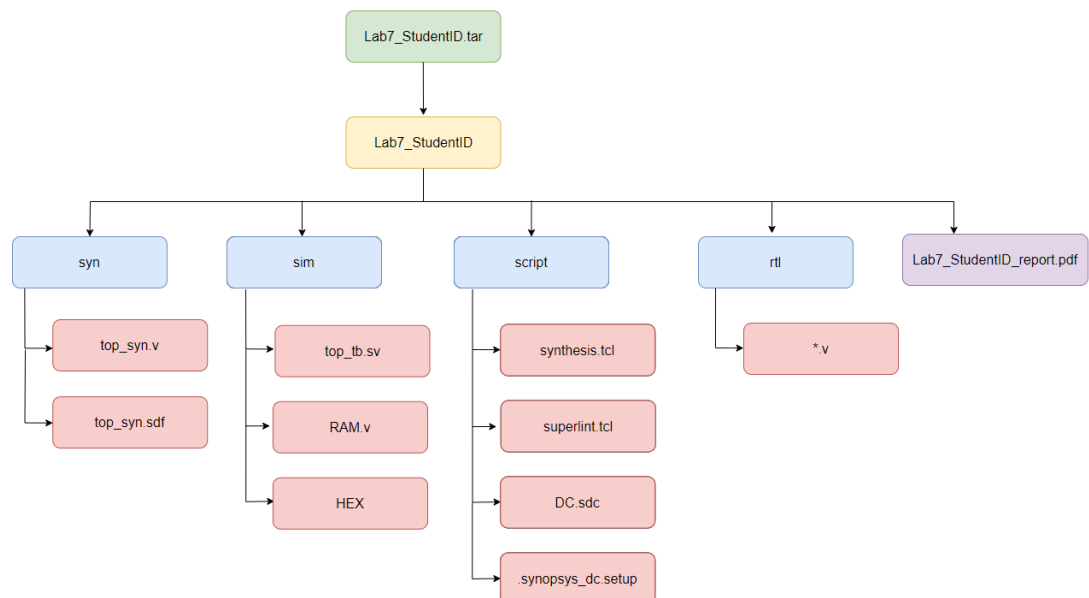 Lab7_StudentID.tar
Lab7_StudentID
syn
sim
script
rtl
Lab7_StudentID_report.pdf
top_syn.v
top_tb.sv
synthesis.tcl
*.v
top_syn.sdf
RAM.v
superlint.tcl
HEX
DC.sdc
.synopsys_dc.setup